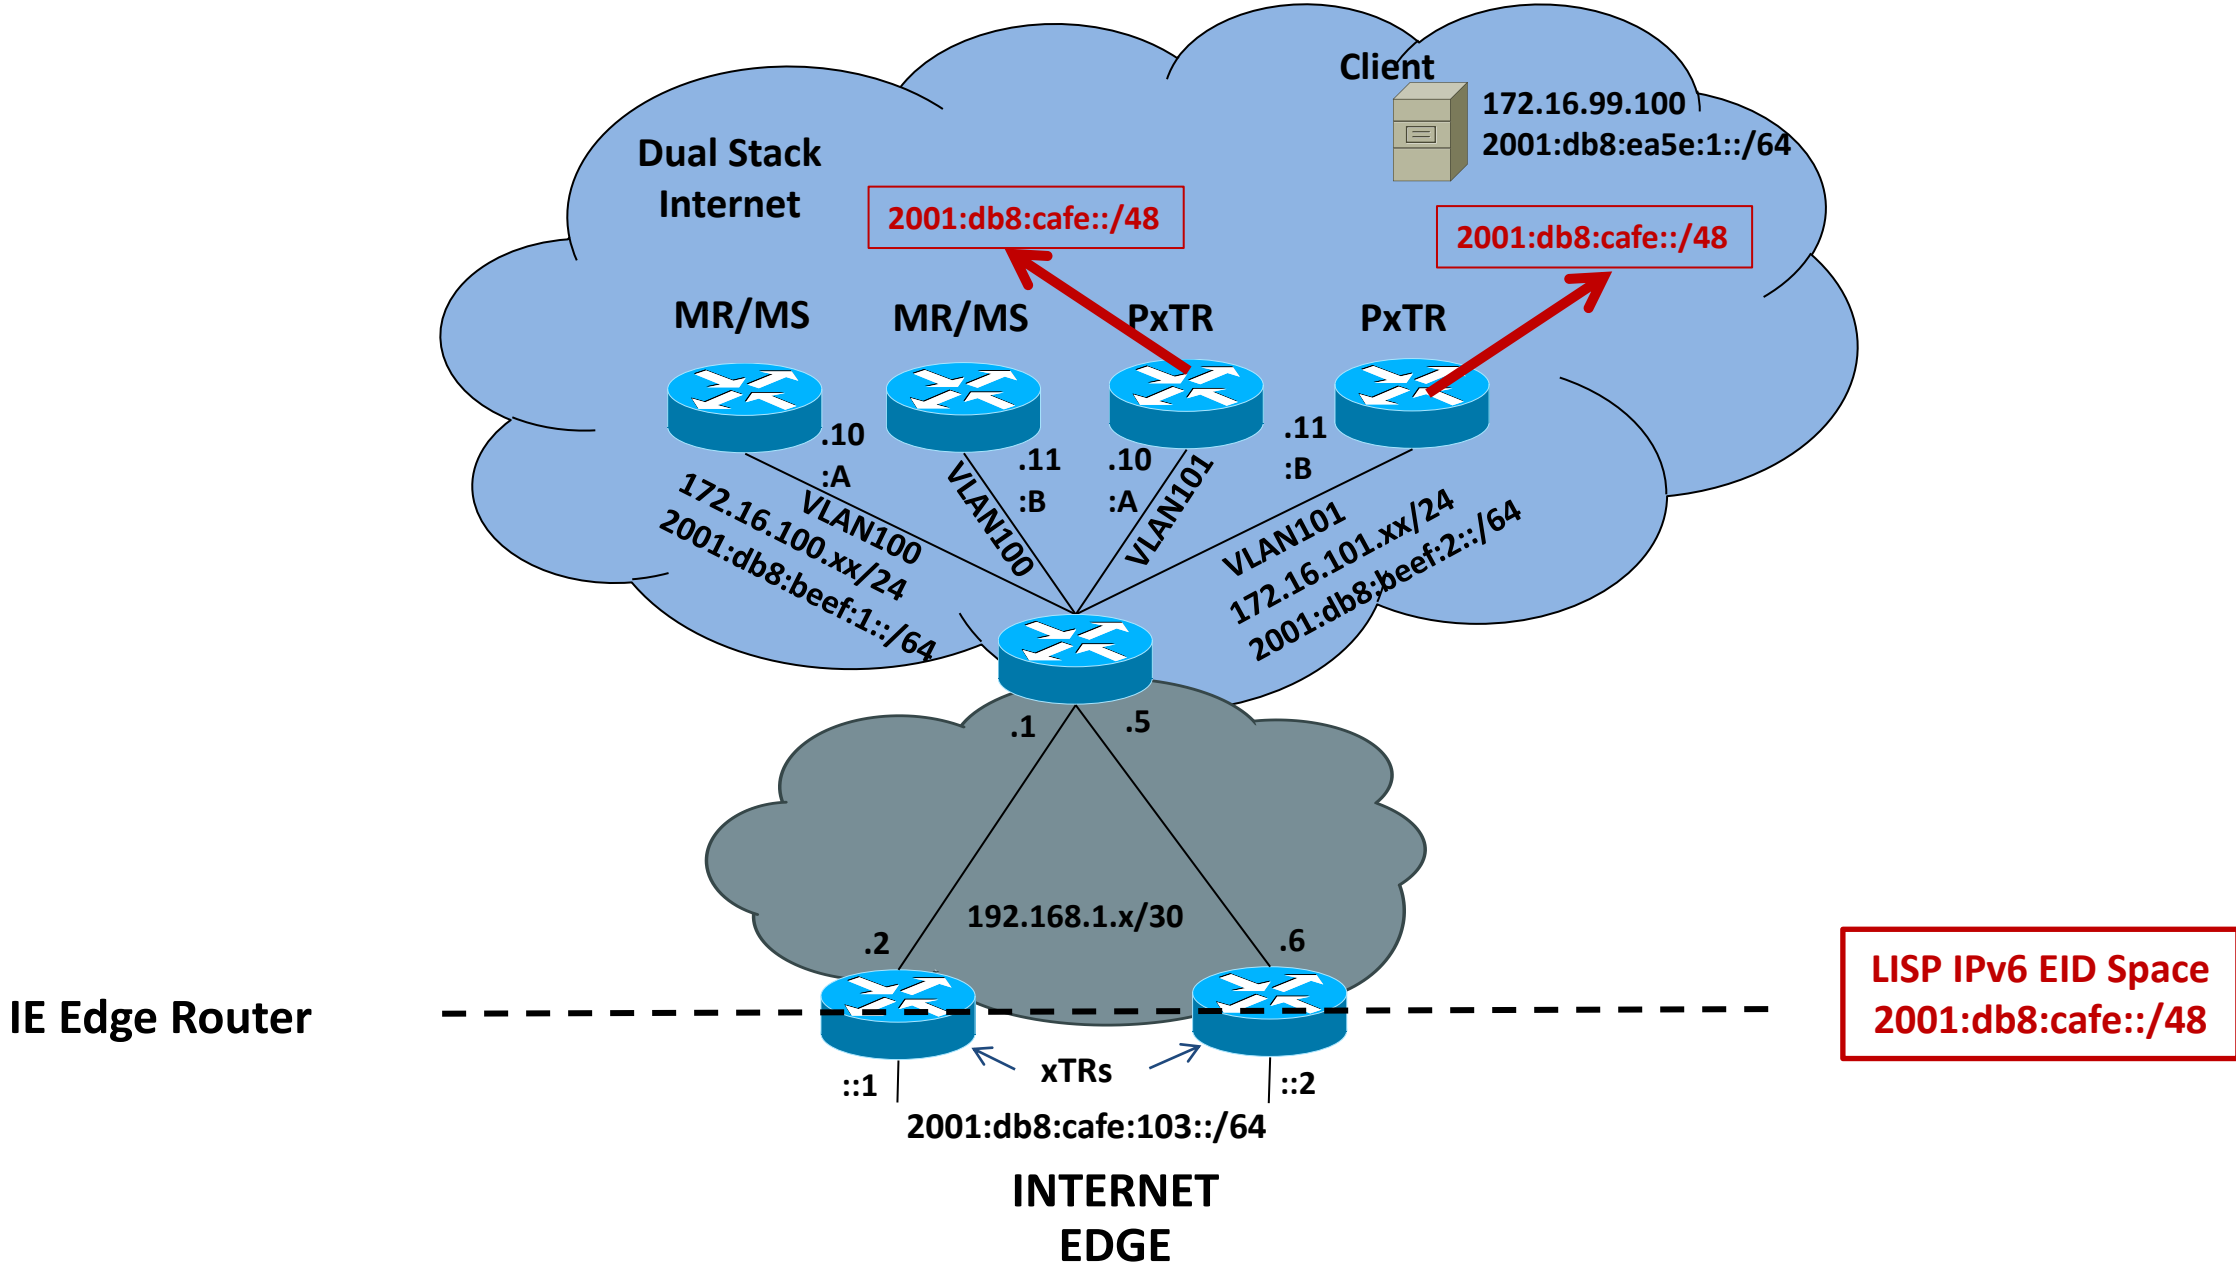 Client
172.16.99.100
2001:db8:ea5e:1::/64
Dual Stack
Internet
2001:db8:cafe::/48
2001:db8:cafe::/48
MR/MS
MR/MS
PxTR
PxTR
.10
:A
.11
:B
.10
:A
.11
:B
VLAN100
172.16.100.xx/24
2001:db8:beef:1::/64
VLAN100
VLAN101
VLAN101
172.16.101.xx/24
2001:db8:beef:2::/64
.1
.5
192.168.1.x/30
.2
.6
LISP IPv6 EID Space
2001:db8:cafe::/48
IE Edge Router
xTRs
::1
::2
2001:db8:cafe:103::/64
INTERNET
EDGE